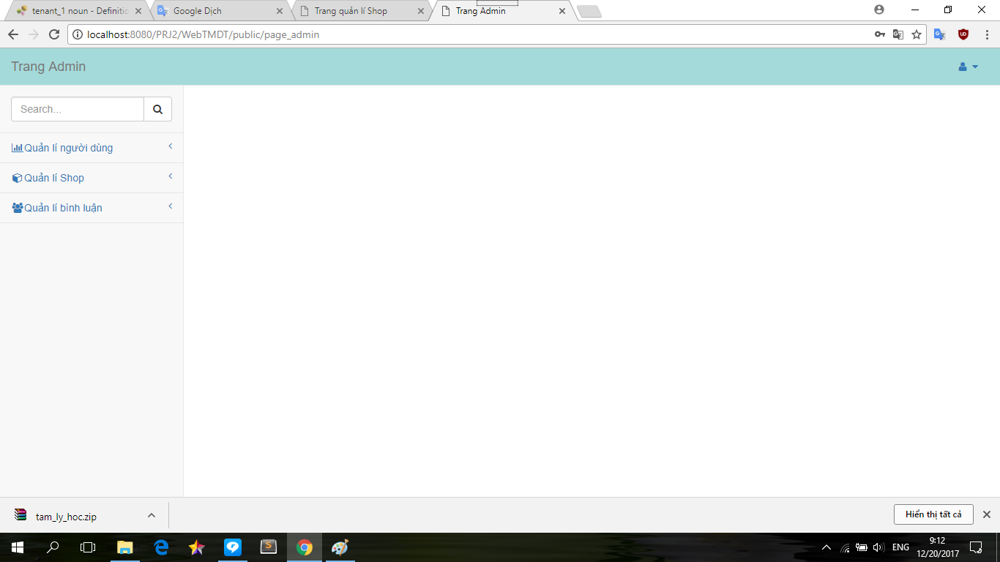 tenant_1 noun - Definitic
Google Dịch
Trang quản lí Shop
Trang Admin
localhost:8080/PRJ2/WebTMDT/public/page_admin
Trang Admin
Search...
Quản lí người dùng
Quản lí Shop
Quản lí bình luận
tam_ly_hoc.zip
Hiển thị tất cả
ENG
9:12
12/20/2017